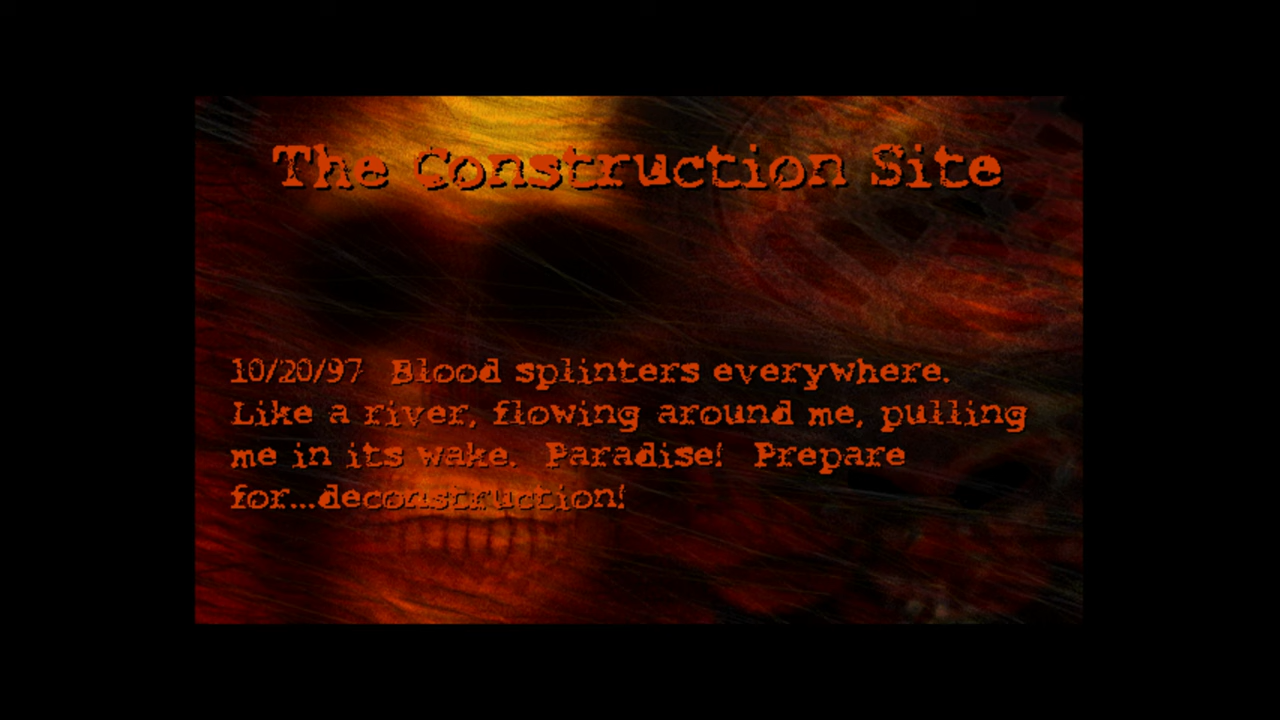 The Construction Site
10/20/97  Blood splinters everywhere.
Like a river, flowing around me, pulling
me in its wake.  Paradise!  Prepare
for...deconstruction!